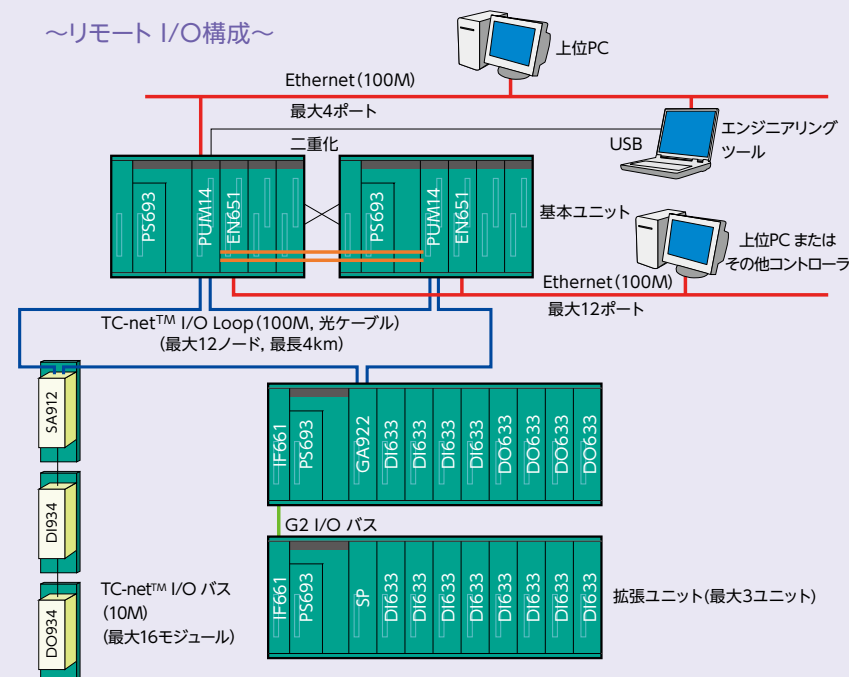 ～リモート I/O構成～
上位PC
Ethernet（100M）
最大4ポート
二重化
USB
エンジニアリング
ツール
PS693
PUM14
EN651
PS693
PUM14
EN651
基本ユニット
上位PC または
その他コントローラ
Ethernet（100M）
最大12ポート
TC-net™ I/O Loop（100M, 光ケーブル）
（最大12ノード, 最長4km）
SA912
DI934
DO934
TC-net™ I/O バス
（10M）
（最大16モジュール）
IF661
PS693
GA922
DI633
DI633
DI633
DI633
DO633
DO633
DO633
DO633
G2 I/O バス
IF661
PS693
SP
DI633
DI633
DI633
DI633
DI633
DI633
DI633
DI633
拡張ユニット（最大3ユニット）